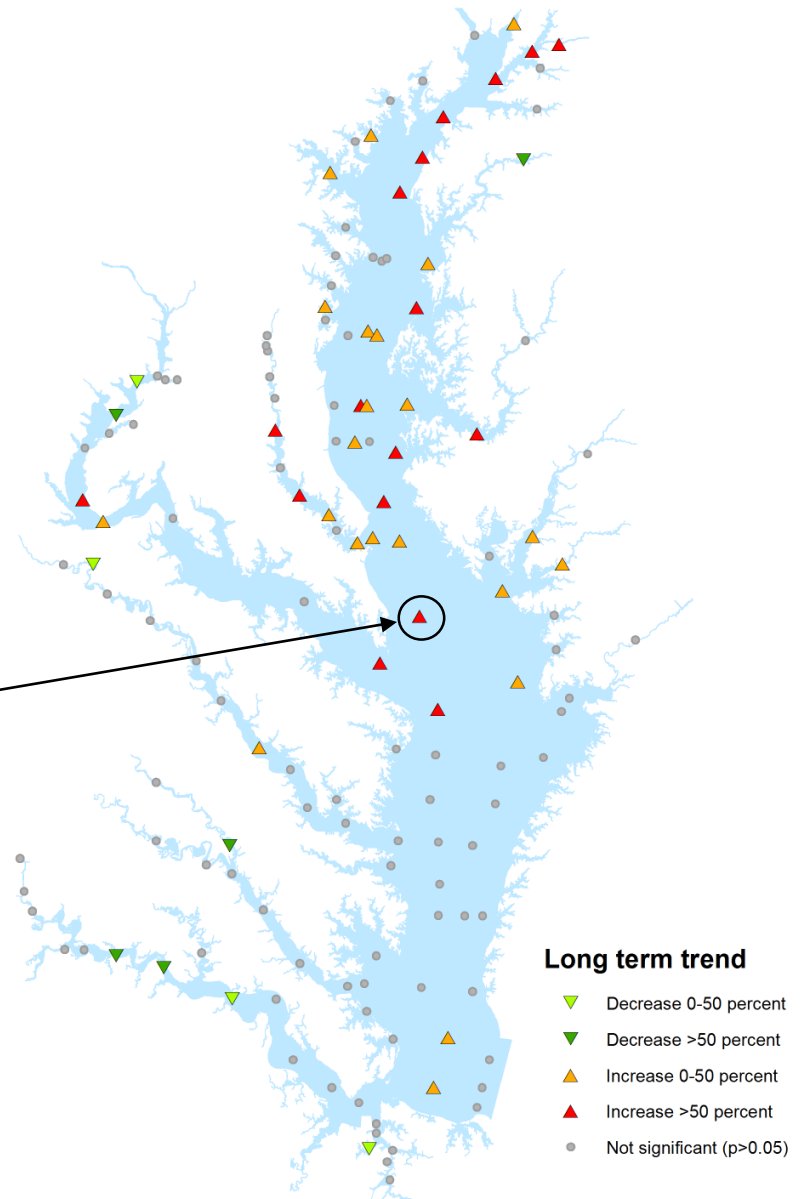 Long term trend
Decrease 0-50 percent
Decrease >50 percent
Increase 0-50 percent
Increase >50 percent
Not significant (p>0.05)